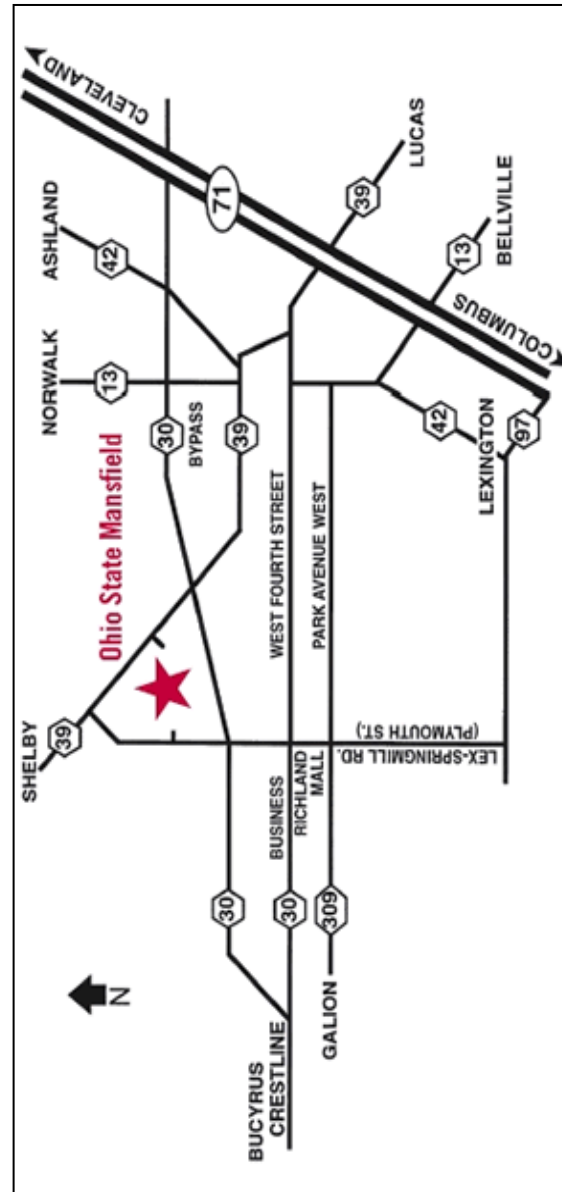 CLEVELAND
ASHLAND
42
71
39
LUCAS
NORWALK
13
30
BYPASS
39
13
BELLVILLE
COLUMBUS
Ohio State Mansfield
WEST FOURTH STREET
PARK AVENUE WEST
42
97
LEXINGTON
SHELBY
39
LEX-SPRINGMILL RD.
(PLYMOUTH ST.)
BUSINESS
RICHLAND
MALL
30
30
309
GALION
BUCYRUS
CRESTLINE
N